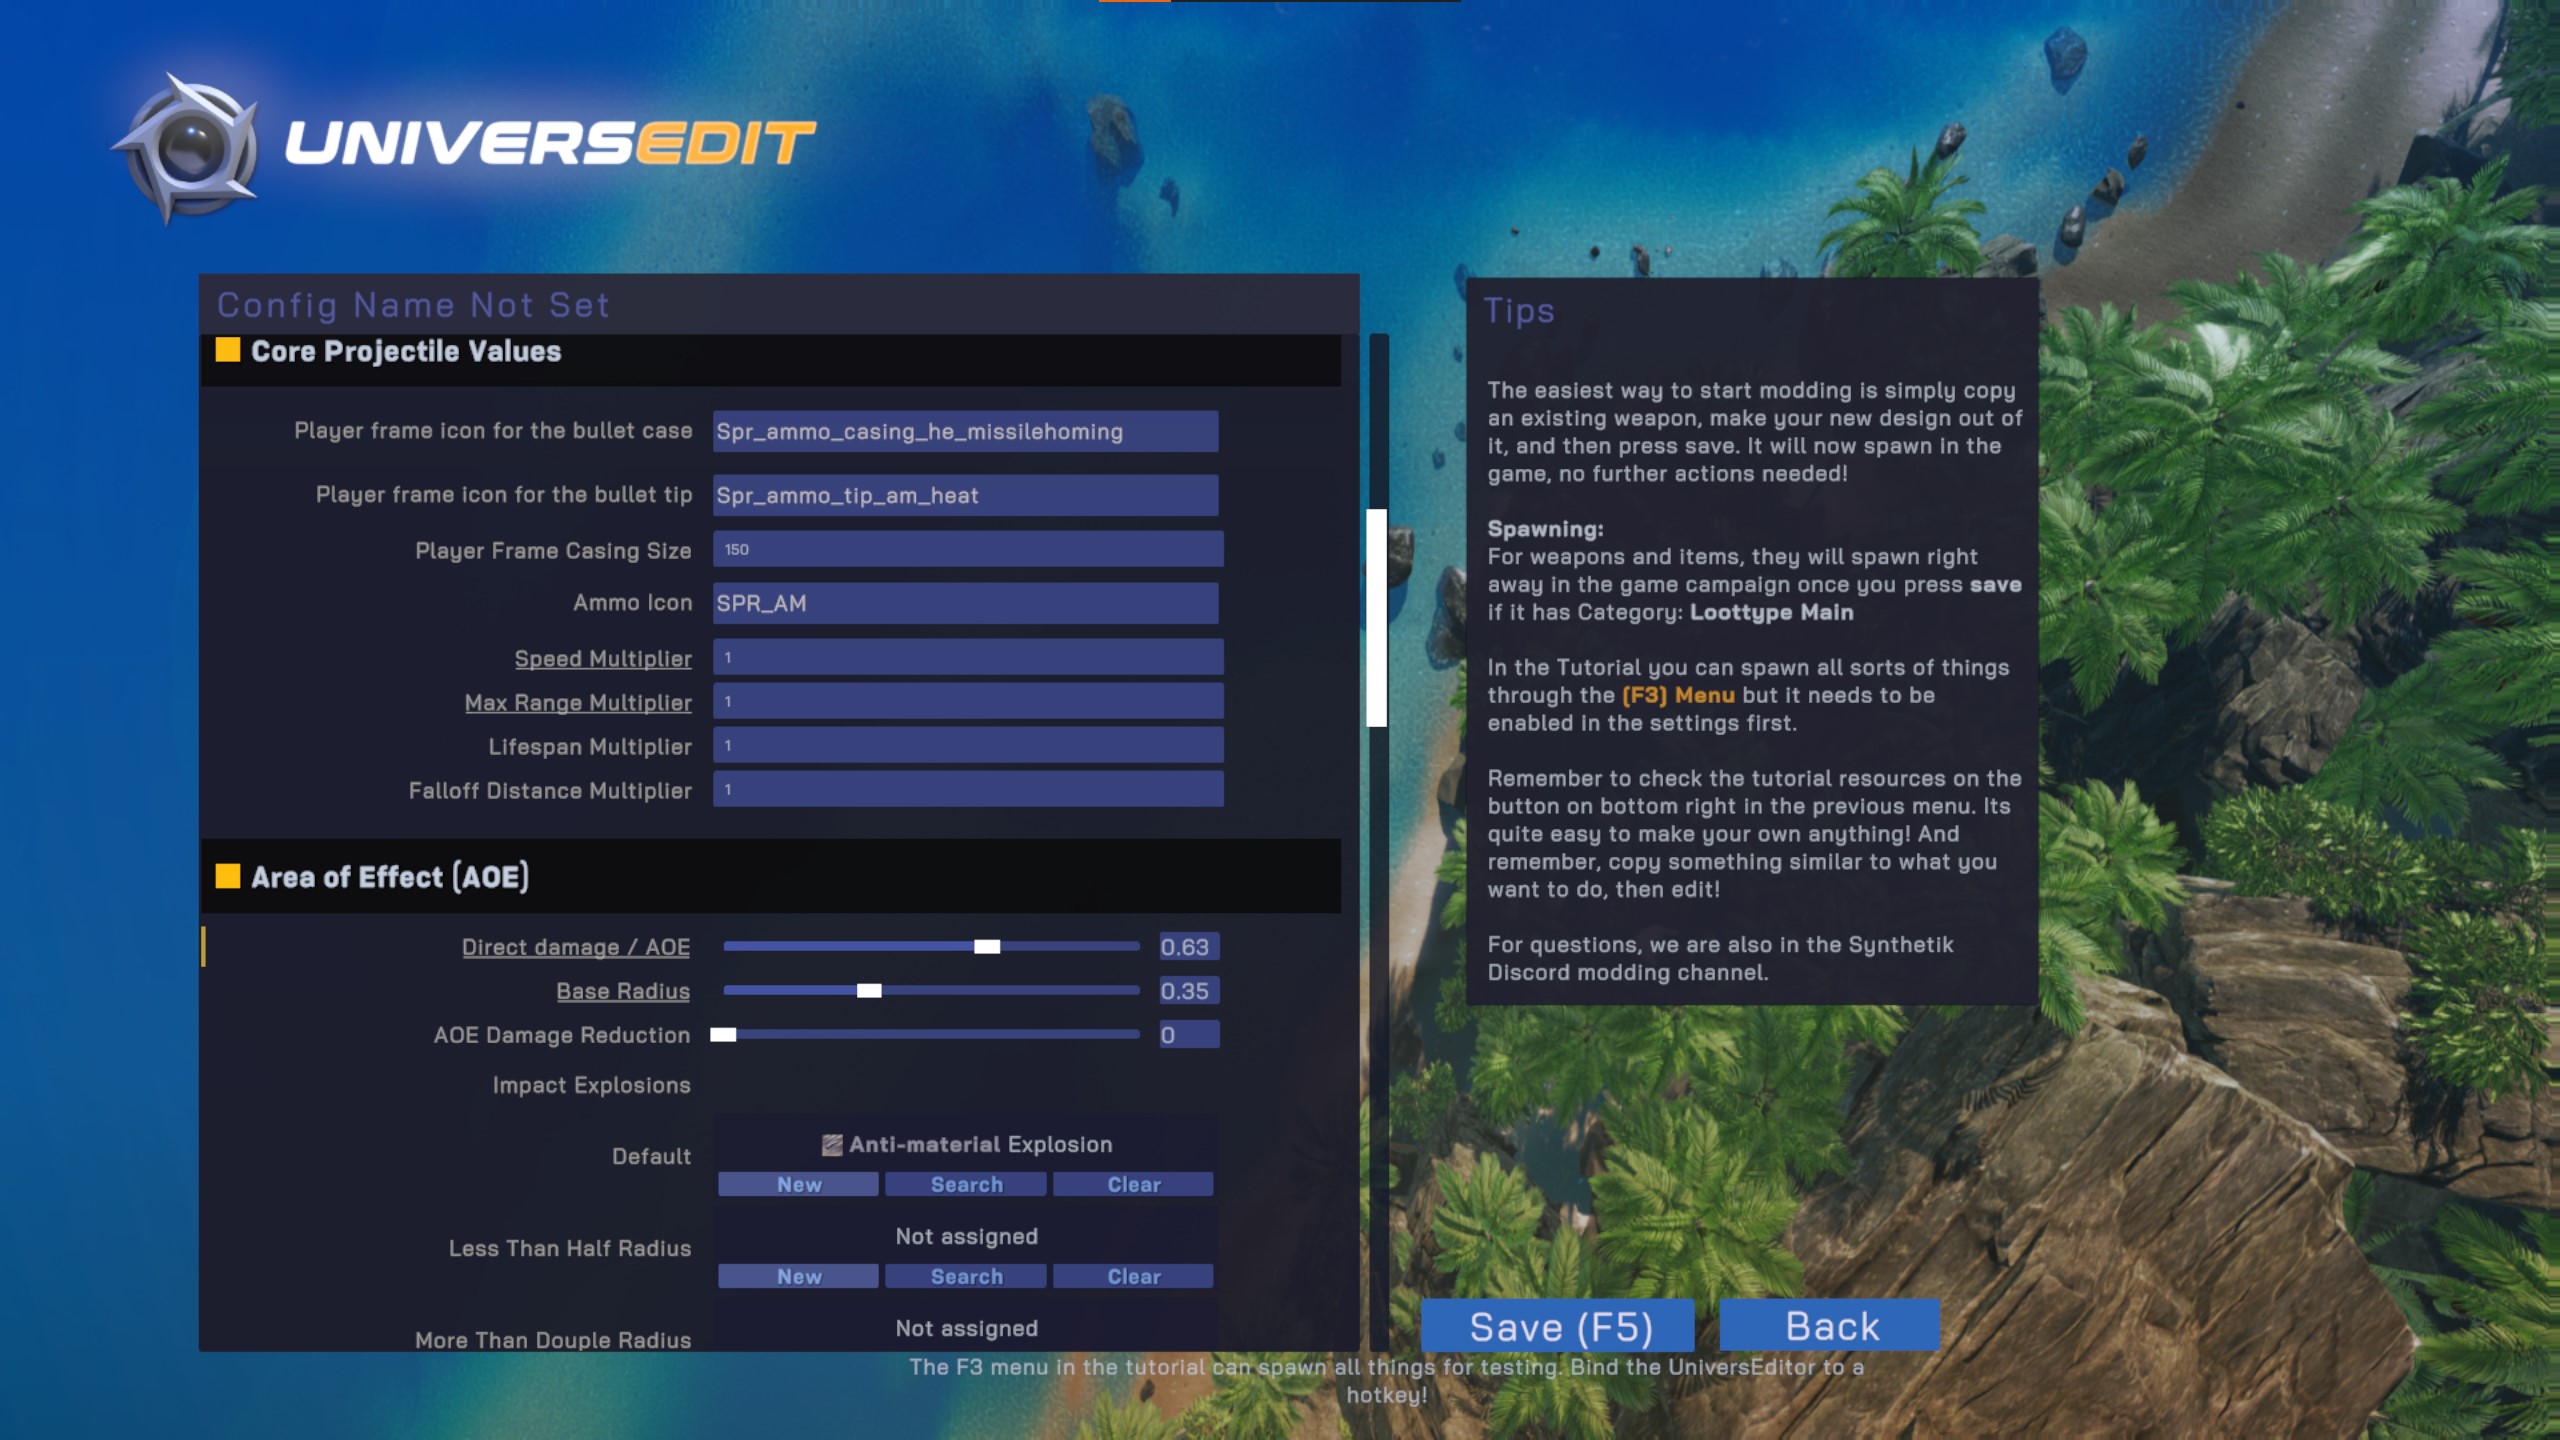 UNIVERSEDIT
Config Name Not Set
Core Projectile Values
Player frame icon for the bullet case
Spr_ammo_casing_he_missilehoming
Player frame icon for the bullet tip
Spr_ammo_tip_am_heat
Player Frame Casing Size
150
Ammo Icon
SPR_AM
Speed Multiplier
1
Max Range Multiplier
1
Lifespan Multiplier
1
Falloff Distance Multiplier
1
Area of Effect (AOE)
Direct damage / AOE
0.63
Base Radius
0.35
AOE Damage Reduction
0
Impact Explosions
Default
Anti-material Explosion
New
Search
Clear
Less Than Half Radius
Not assigned
New
Search
Clear
More Than Douple Radius
Not assigned
Tips
The easiest way to start modding is simply copy
an existing weapon, make your new design out of
it, and then press save. It will now spawn in the
game, no further actions needed!
Spawning:
For weapons and items, they will spawn right
away in the game campaign once you press save
if it has Category: Loottype Main
In the Tutorial you can spawn all sorts of things
through the (F3) Menu but it needs to be
enabled in the settings first.
Remember to check the tutorial resources on the
button on bottom right in the previous menu. Its
quite easy to make your own anything! And
remember, copy something similar to what you
want to do, then edit!
For questions, we are also in the Synthetik
Discord modding channel.
Save (F5)
Back
The F3 menu in the tutorial can spawn all things for testing. Bind the UniversEditor to a
hotkey!